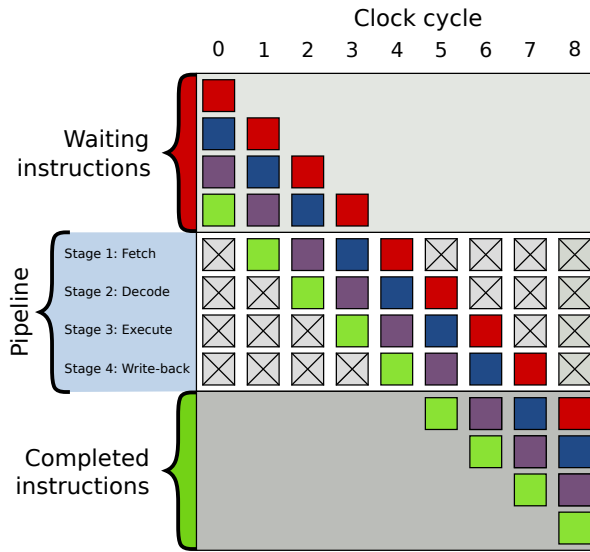 Clock cycle
0 1 2 3 4 5 6 7 8
Waiting
instructions
Pipeline
Stage 1: Fetch
Stage 2: Decode
Stage 3: Execute
Stage 4: Write-back
Completed
instructions